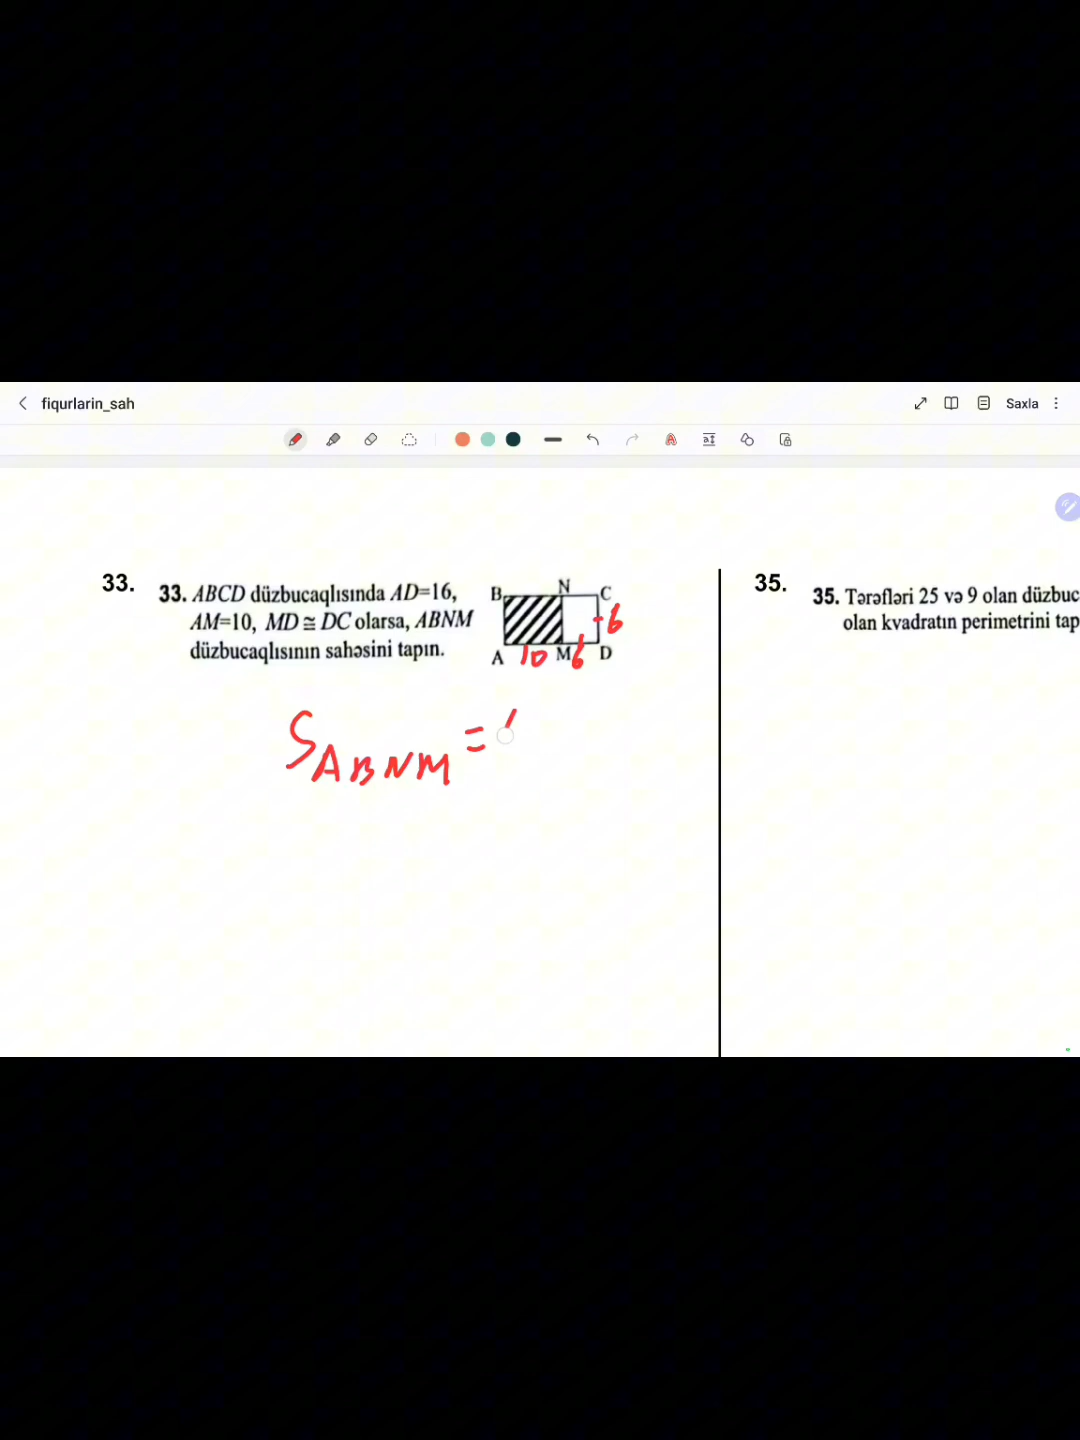 fiqurlarin_sah
Saxla
33.
33. ABCD düzbucaqlısında AD=16,
AM=10, MD ≅ DC olarsa, ABNM
düzbucaqlısının sahəsini tapın.
B N C
6
A 10 M 6 D
S ABNM =
35.
35. Tərəfləri 25 və 9 olan düzbuc
olan kvadratın perimetrini tap